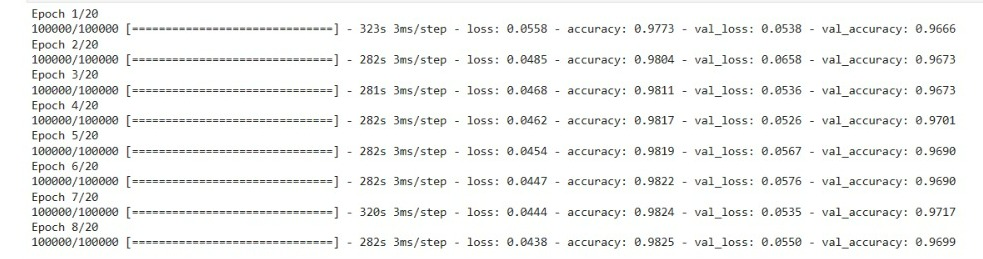 Epoch 1/20
100000/100000 [==============================] - 323s 3ms/step - loss: 0.0558 - accuracy: 0.9773 - val_loss: 0.0538 - val_accuracy: 0.9666
Epoch 2/20
100000/100000 [==============================] - 282s 3ms/step - loss: 0.0485 - accuracy: 0.9804 - val_loss: 0.0658 - val_accuracy: 0.9673
Epoch 3/20
100000/100000 [==============================] - 281s 3ms/step - loss: 0.0468 - accuracy: 0.9811 - val_loss: 0.0536 - val_accuracy: 0.9673
Epoch 4/20
100000/100000 [==============================] - 282s 3ms/step - loss: 0.0462 - accuracy: 0.9817 - val_loss: 0.0526 - val_accuracy: 0.9701
Epoch 5/20
100000/100000 [==============================] - 282s 3ms/step - loss: 0.0454 - accuracy: 0.9819 - val_loss: 0.0567 - val_accuracy: 0.9690
Epoch 6/20
100000/100000 [==============================] - 282s 3ms/step - loss: 0.0447 - accuracy: 0.9822 - val_loss: 0.0576 - val_accuracy: 0.9690
Epoch 7/20
100000/100000 [==============================] - 320s 3ms/step - loss: 0.0444 - accuracy: 0.9824 - val_loss: 0.0535 - val_accuracy: 0.9717
Epoch 8/20
100000/100000 [==============================] - 282s 3ms/step - loss: 0.0438 - accuracy: 0.9825 - val_loss: 0.0550 - val_accuracy: 0.9699